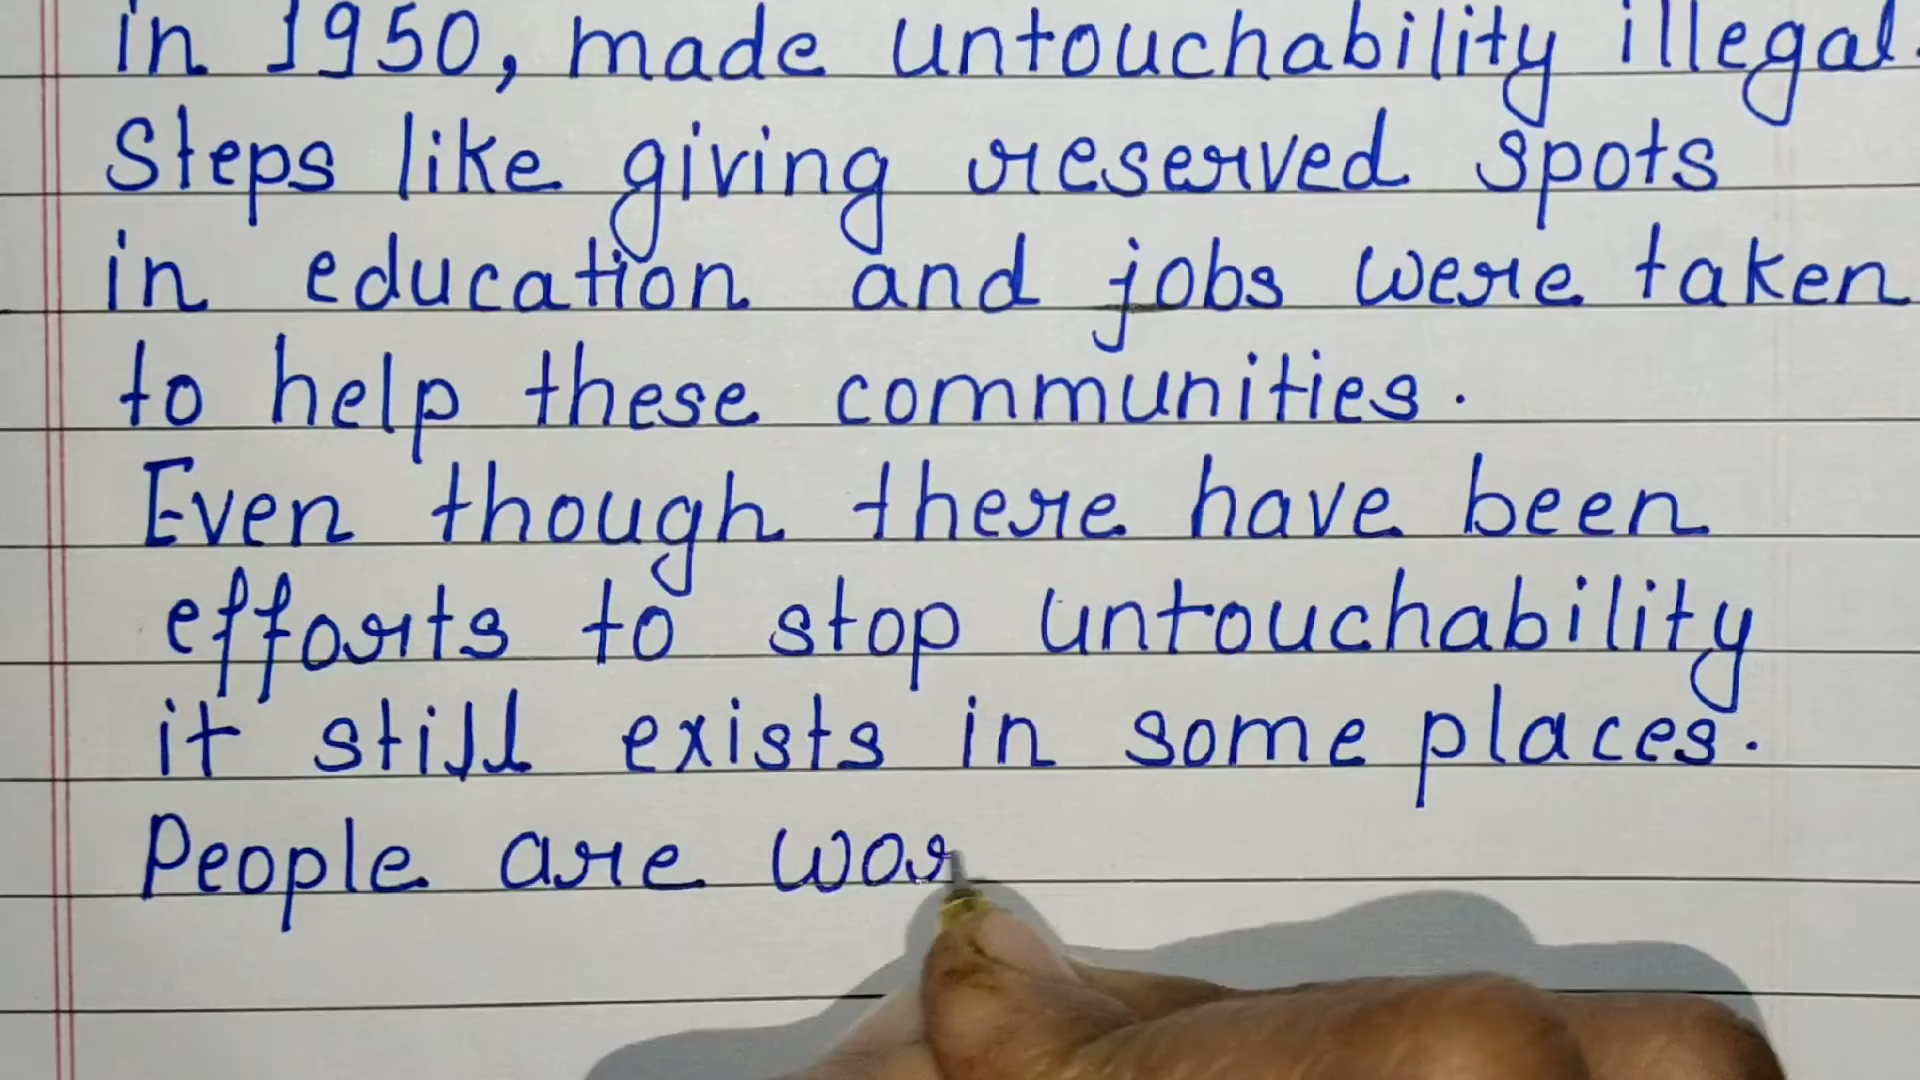 in 1950, made untouchability illegal.
Steps like giving reserved spots
in education and jobs were taken
to help these communities.
Even though there have been
efforts to stop untouchability
it still exists in some places.
People are wor